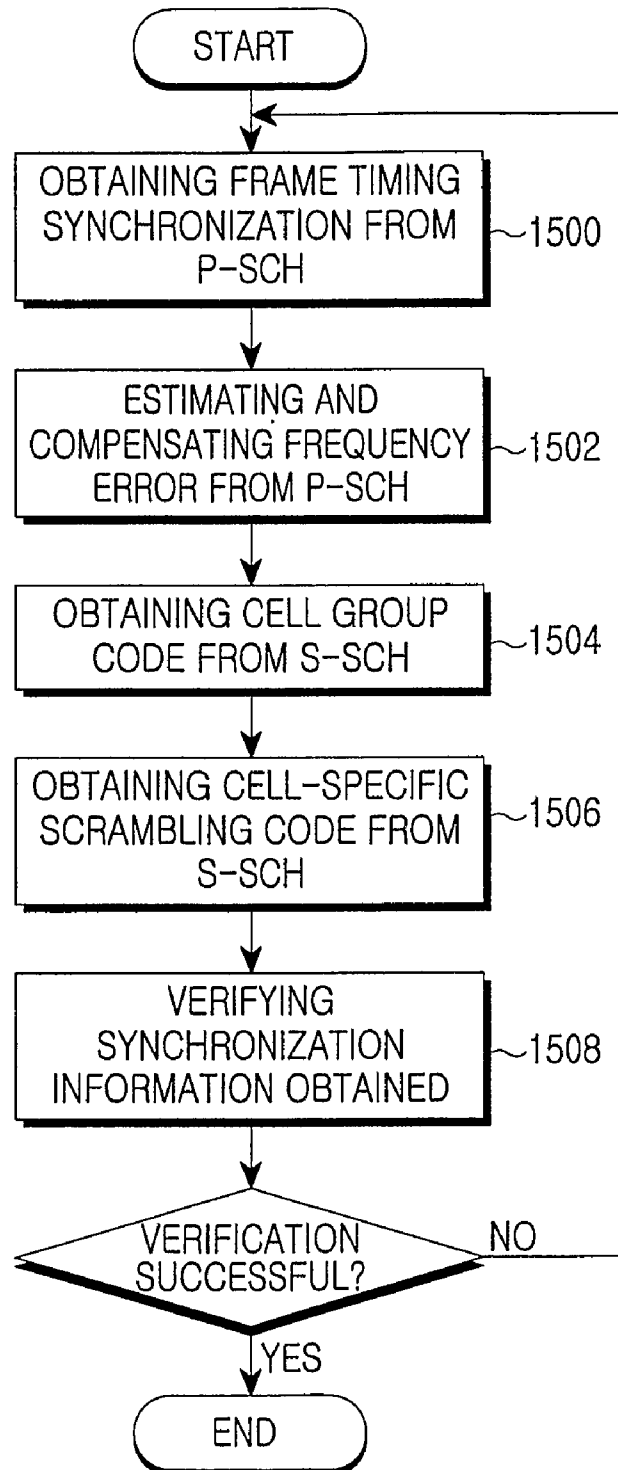 START
OBTAINING FRAME TIMING
SYNCHRONIZATION FROM
P-SCH
1500
ESTIMATING AND
COMPENSATING FREQUENCY
ERROR FROM P-SCH
1502
OBTAINING CELL GROUP
CODE FROM S-SCH
1504
OBTAINING CELL-SPECIFIC
SCRAMBLING CODE FROM
S-SCH
1506
VERIFYING
SYNCHRONIZATION
INFORMATION OBTAINED
1508
VERIFICATION
SUCCESSFUL?
NO
YES
END